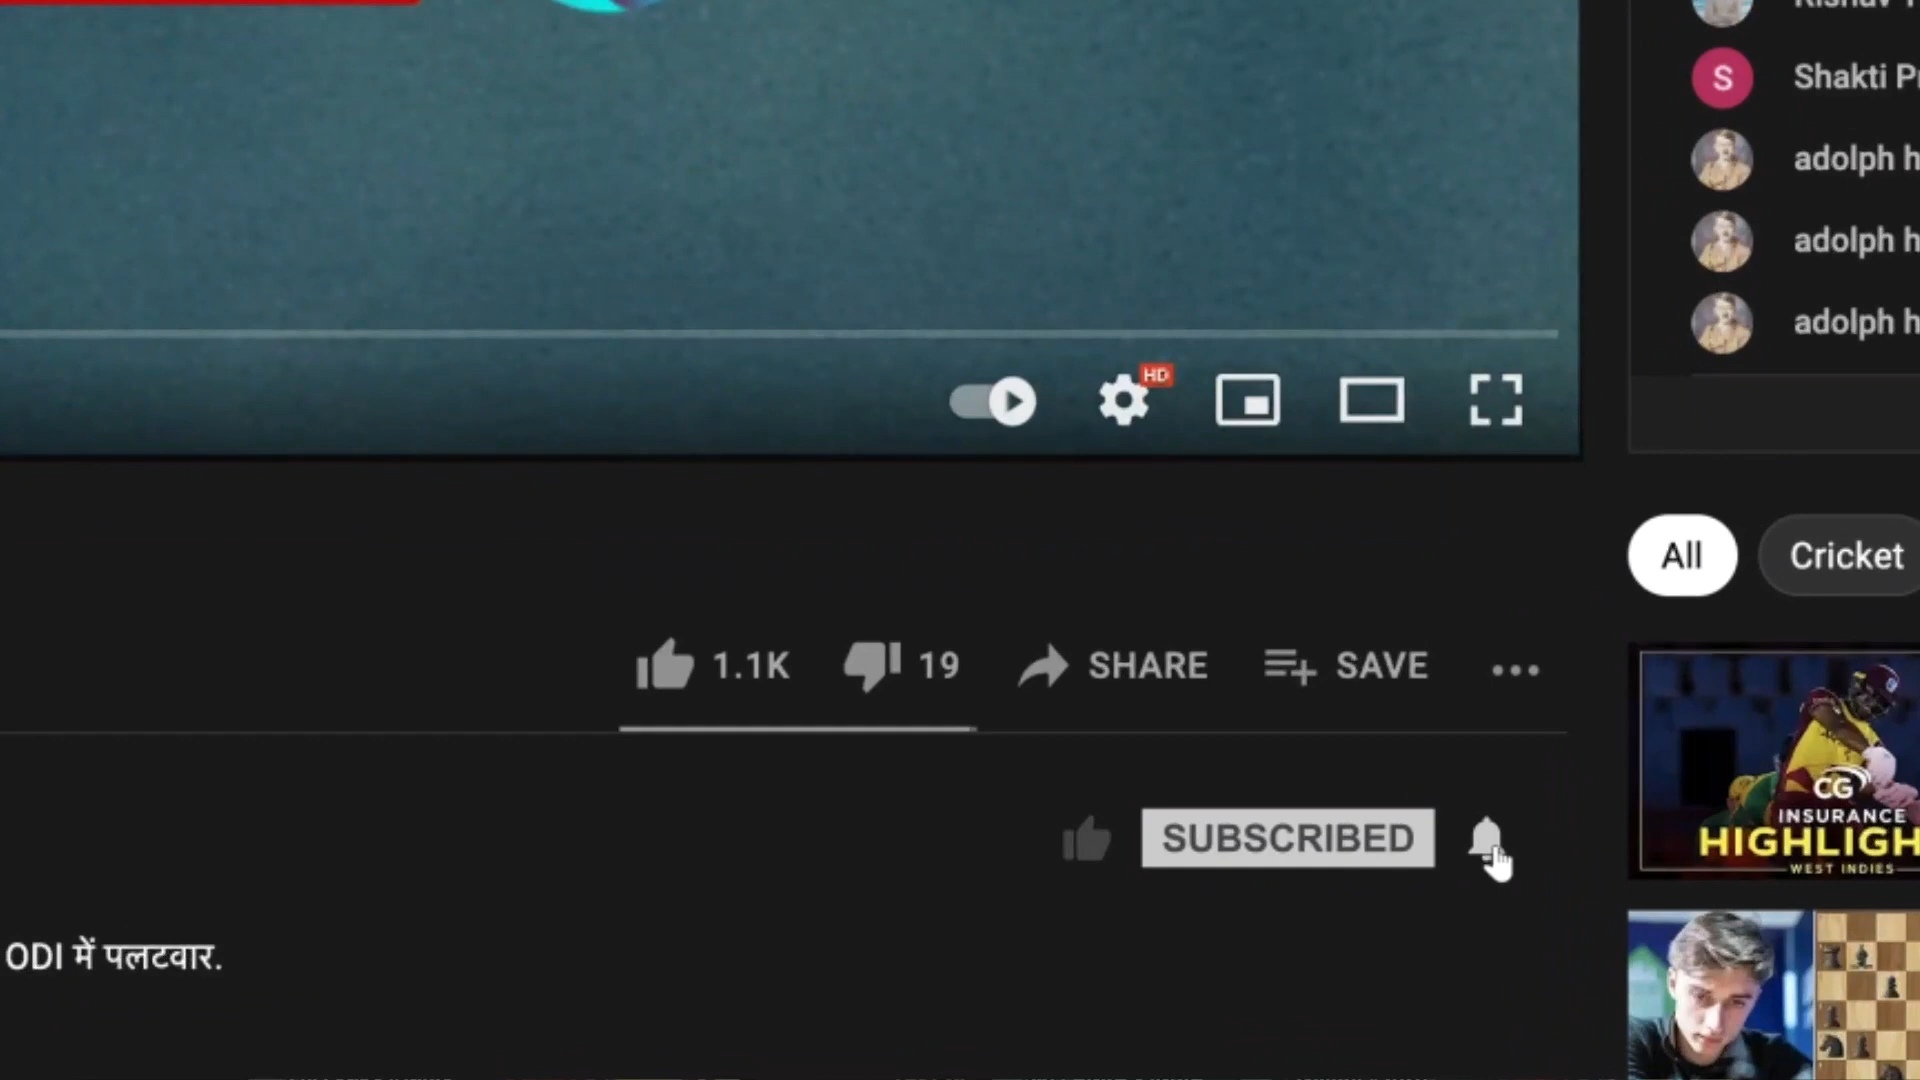 S
Shakti
adolph h
adolph h
adolph h
HD
All
Cricket
1.1K
19
SHARE
SAVE
CG
INSURANCE
WEST INDIES
SUBSCRIBED
ODI में पलटवार.